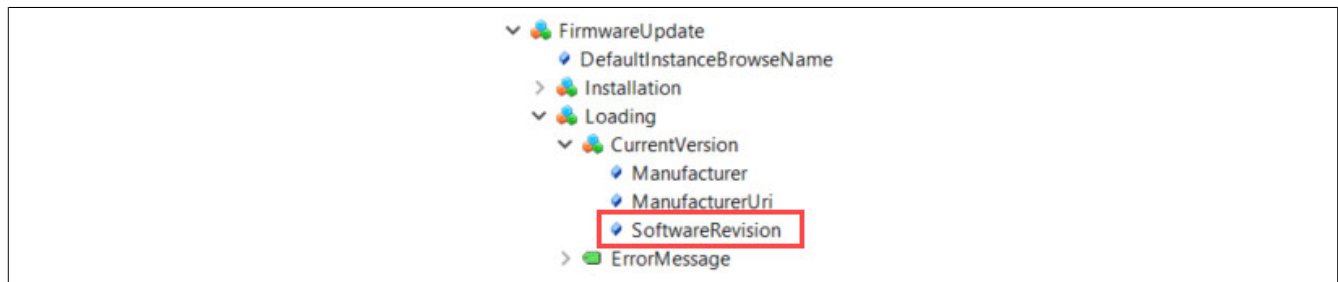 FirmwareUpdate
DefaultInstanceBrowseName
Installation
Loading
CurrentVersion
Manufacturer
ManufacturerUri
SoftwareRevision
ErrorMessage